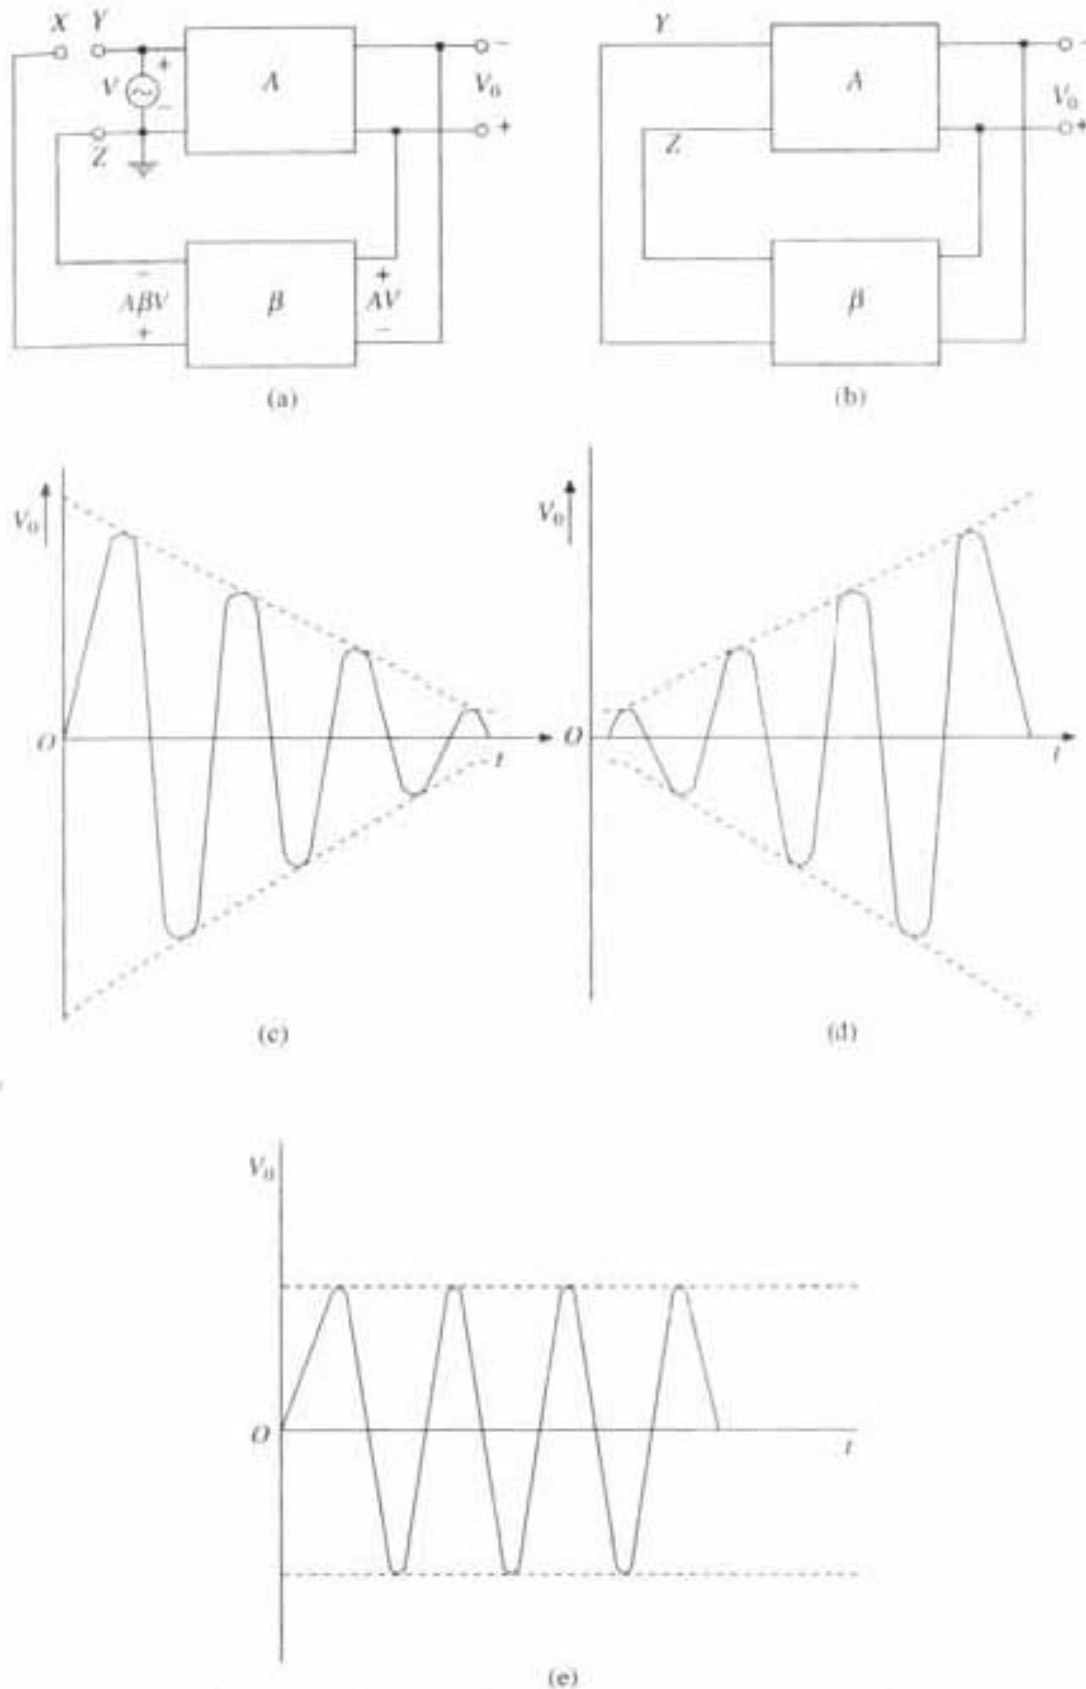 X Y
V + −
A
−
V₀
+
Z
− AβV +
β
+ AV −
(a)
Y
A
−
V₀
+
Z
β
(b)
V₀
O
t
(c)
V₀
O
t
(d)
V₀
O
t
(e)